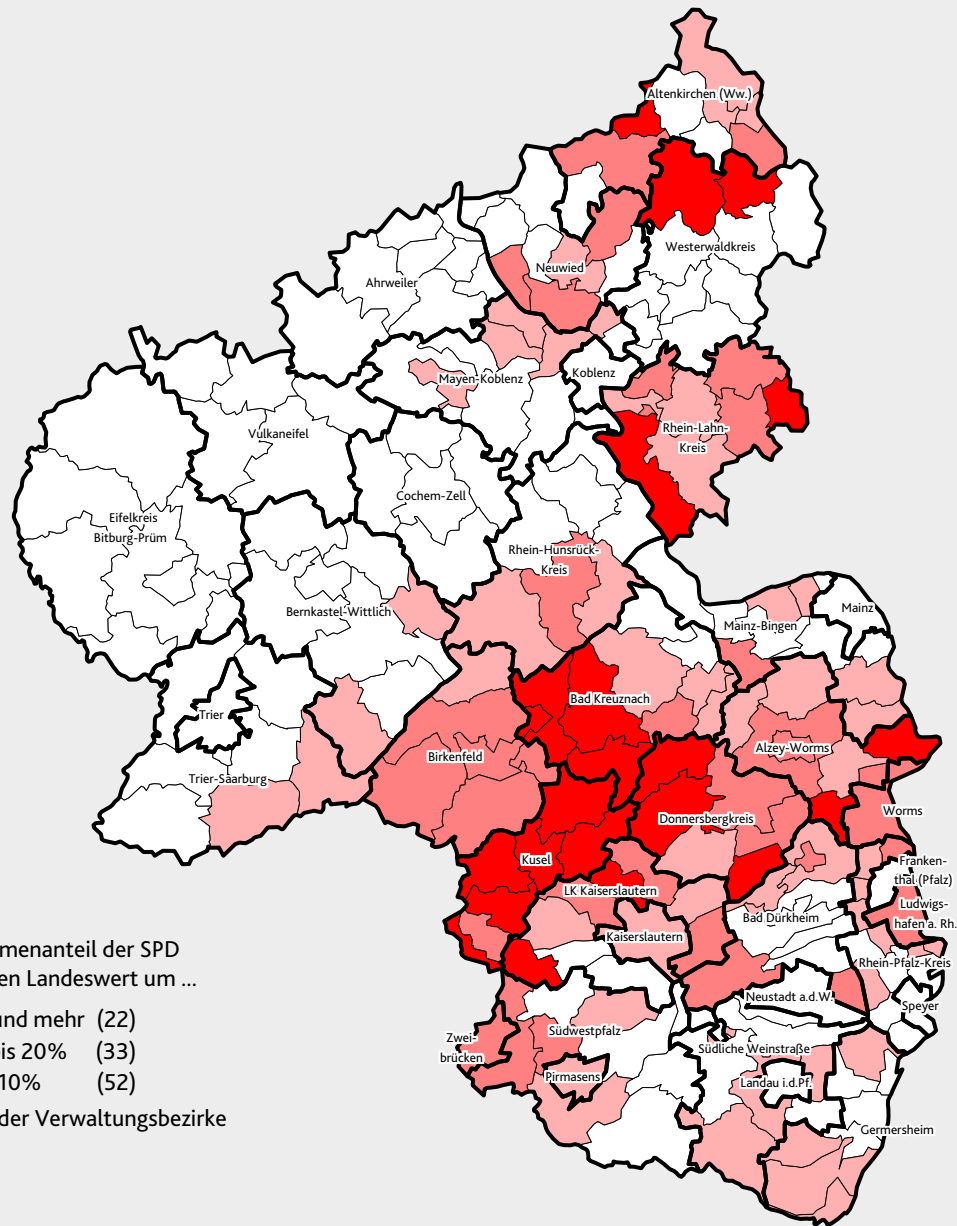 Altenkirchen (Ww.)
Westerwaldkreis
Neuwied
Ahrweiler
Mayen-Koblenz
Koblenz
Rhein-Lahn-
Kreis
Vulkaneifel
Cochem-Zell
Eifelkreis
Bitburg-Prüm
Rhein-Hunsrück-
Kreis
Bernkastel-Wittlich
Mainz-Bingen
Mainz
Bad Kreuznach
Trier
Alzey-Worms
Birkenfeld
Trier-Saarburg
Donnersbergkreis
Worms
Kusel
LK Kaiserslautern
Franken-
thal (Pfalz)
Ludwigs-
hafen a. Rh.
Bad Dürkheim
Kaiserslautern
Rhein-Pfalz-Kreis
Neustadt a.d.W.
Speyer
Zwei-
brücken
Südwestpfalz
Südliche Weinstraße
Pirmasens
Landau i.d.Pf.
Germersheim
menanteil der SPD
en Landeswert um ...
und mehr (22)
bis 20% (33)
10% (52)
der Verwaltungsbezirke